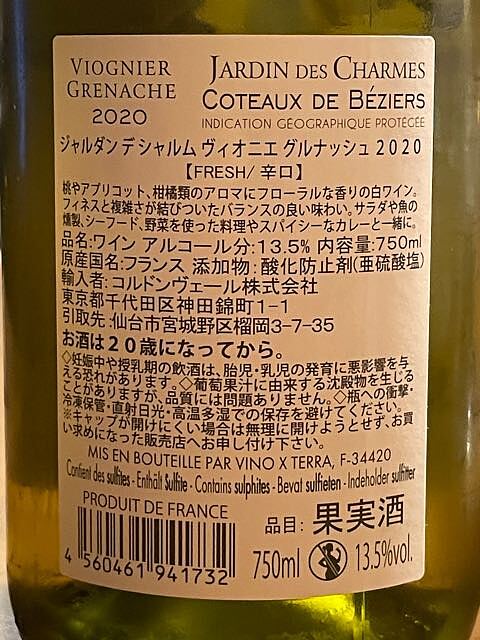 VIOGNIER GRENACHE 2020
JARDIN DES CHARMES
COTEAUX DE BÉZIERS
INDICATION GÉOGRAPHIQUE PROTÉGÉE
ジャルダン デ シャルム ヴィオニエ グルナッシュ 2020
【FRESH/ 辛口】
桃やアプリコット、柑橘類のアロマにフローラルな香りの白ワイン。
フィネスと複雑さが結びついたバランスの良い味わい。サラダや魚の
燻製、シーフード、野菜を使った料理やスパイシーなカレーと一緒に。
品名:ワイン アルコール分:13.5% 内容量:750ml
原産国名:フランス 添加物:酸化防止剤(亜硫酸塩)
輸入者:コルドンヴェール株式会社
東京都千代田区神田錦町1-1
引取先:仙台市宮城野区榴岡3-7-35
お酒は20歳になってから。
◇妊娠中や授乳期の飲酒は、胎児・乳児の発育に悪影響を与
える恐れがあります。◇葡萄果汁に由来する沈殿物を生じる
ことがありますが、品質には問題ありません。◇瓶への衝撃・
冷凍保管・直射日光・高温多湿での保存を避けてください。
※キャップが開けにくい場合は無理に開けようとせず、お買
い求めになった販売店へお申し付け下さい。
MIS EN BOUTEILLE PAR VINO X TERRA, F-34420
Contient des sulfites - Enthält Sulfite - Contains sulphites - Bevat sulfieten - Indeholder sulfitter
PRODUIT DE FRANCE
品目: 果実酒
4 560461 941732
750ml
13.5%vol.